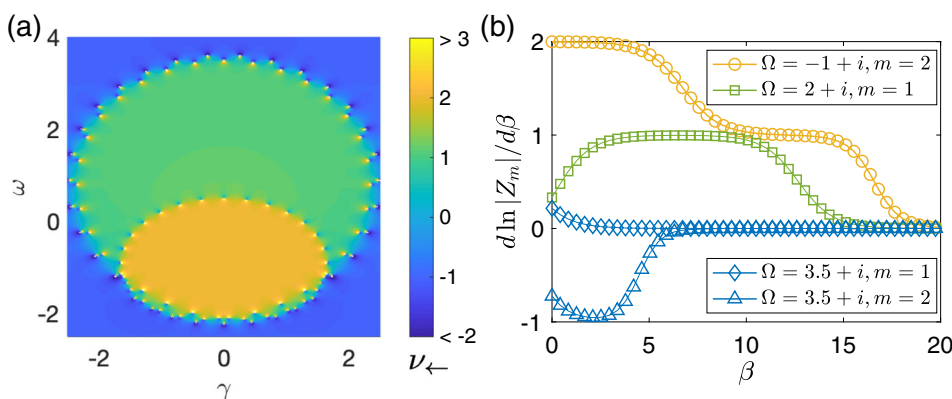 (a)
4
2
ω
0
-2
-2
0
2
γ
> 3
2
1
0
-1
< -2
ν←
(b)
2
1
0
-1
d ln |Z_m|/dβ
Ω = −1 + i, m = 2
Ω = 2 + i, m = 1
Ω = 3.5 + i, m = 1
Ω = 3.5 + i, m = 2
0
5
10
15
20
β